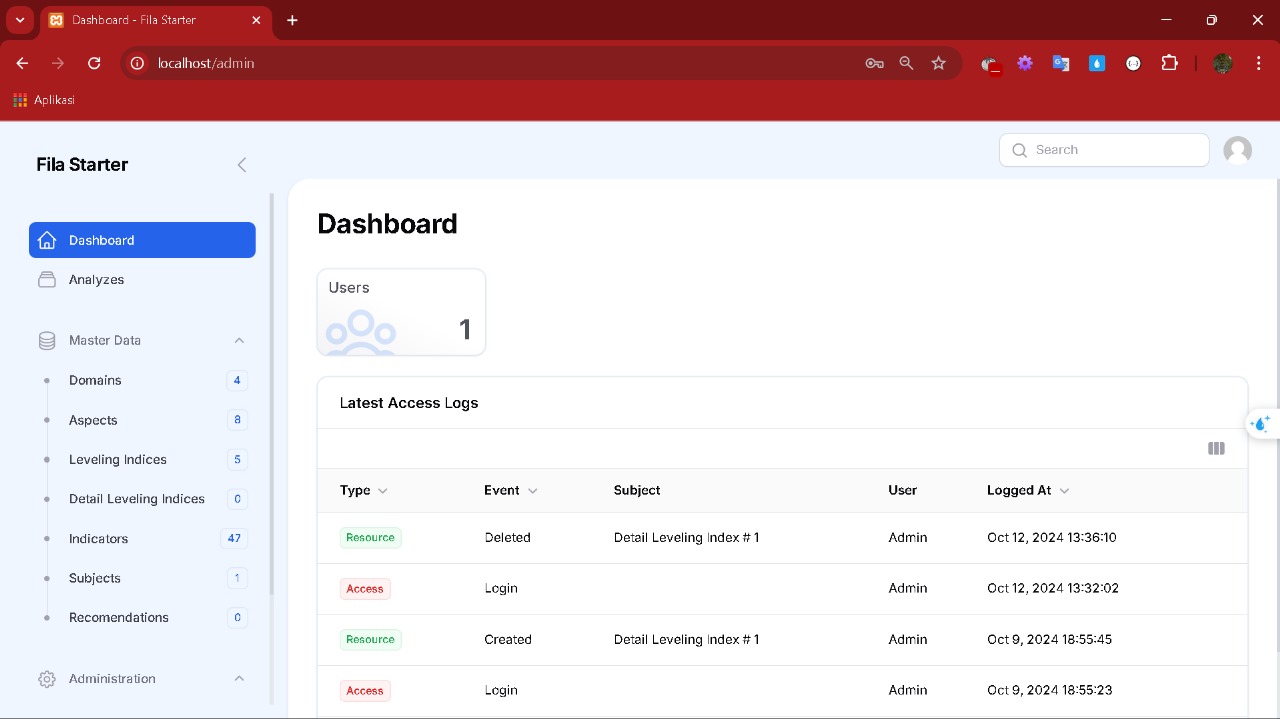 Dashboard - Fila Starter
localhost/admin
Aplikasi
Fila Starter
Search
Dashboard
Analyzes
Master Data
Domains 4
Aspects 8
Leveling Indices 5
Detail Leveling Indices 0
Indicators 47
Subjects 1
Recomendations 0
Administration
Dashboard
Users
1
Latest Access Logs
Type Event Subject User Logged At
Resource Deleted Detail Leveling Index # 1 Admin Oct 12, 2024 13:36:10
Access Login Admin Oct 12, 2024 13:32:02
Resource Created Detail Leveling Index # 1 Admin Oct 9, 2024 18:55:45
Access Login Admin Oct 9, 2024 18:55:23